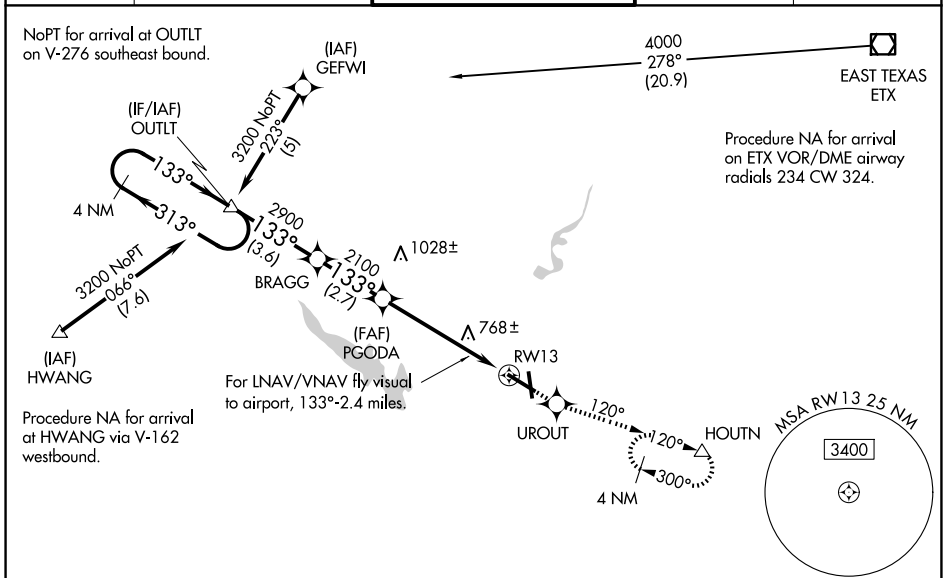 NoPT for arrival at OUTLT
on V-276 southeast bound.
(IAF)
GEFWI
4000
278°
(20.9)
EAST TEXAS
ETX
(IF/IAF)
OUTLT
3200 NoPT
223°
(5)
Procedure NA for arrival
on ETX VOR/DME airway
radials 234 CW 324.
133°
4 NM
313°
2900
133°
(3.6)
BRAGG
2100
133°
(2.7)
1028±
3200 NoPT
066°
(7.6)
(IAF)
HWANG
(FAF)
PGODA
768±
RW13
For LNAV/VNAV fly visual
to airport, 133°-2.4 miles.
Procedure NA for arrival
at HWANG via V-162
westbound.
UROUT
120°
120°
HOUTN
300°
4 NM
MSA RW13 25 NM
3400